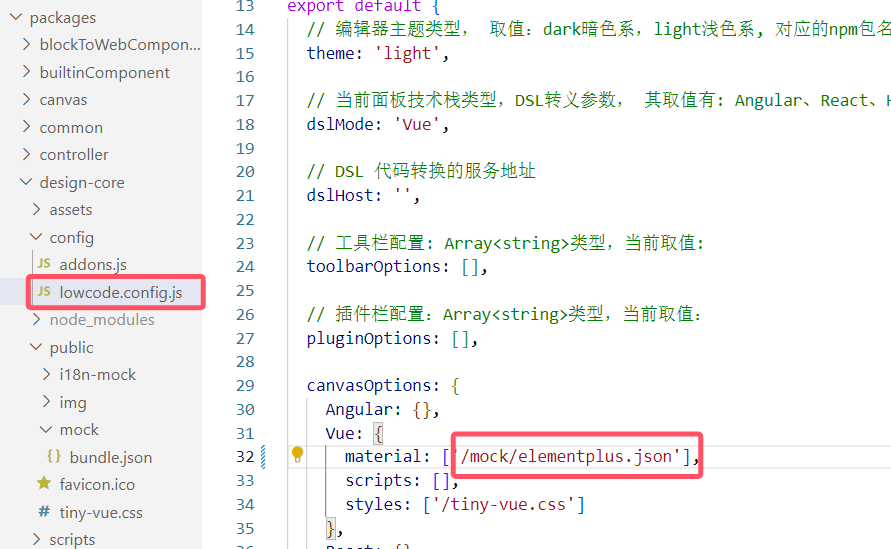 packages
blockToWebCompon...
builtinComponent
canvas
common
controller
design-core
assets
config
JS addons.js
JS lowcode.config.js
node_modules
public
i18n-mock
img
mock
{} bundle.json
favicon.ico
# tiny-vue.css
scripts
13 export default {
14 // 编辑器主题类型， 取值：dark暗色系，light浅色系, 对应的npm包名
15 theme: 'light',
16
17 // 当前面板技术栈类型，DSL转义参数， 其取值有: Angular、React、H
18 dslMode: 'Vue',
19
20 // DSL 代码转换的服务地址
21 dslHost: '',
22
23 // 工具栏配置: Array<string>类型，当前取值:
24 toolbarOptions: [],
25
26 // 插件栏配置：Array<string>类型，当前取值：
27 pluginOptions: [],
28
29 canvasOptions: {
30 Angular: {},
31 Vue: {
32 material: ['/mock/elementplus.json'],
33 scripts: [],
34 styles: ['/tiny-vue.css']
35 },
36 React: {}